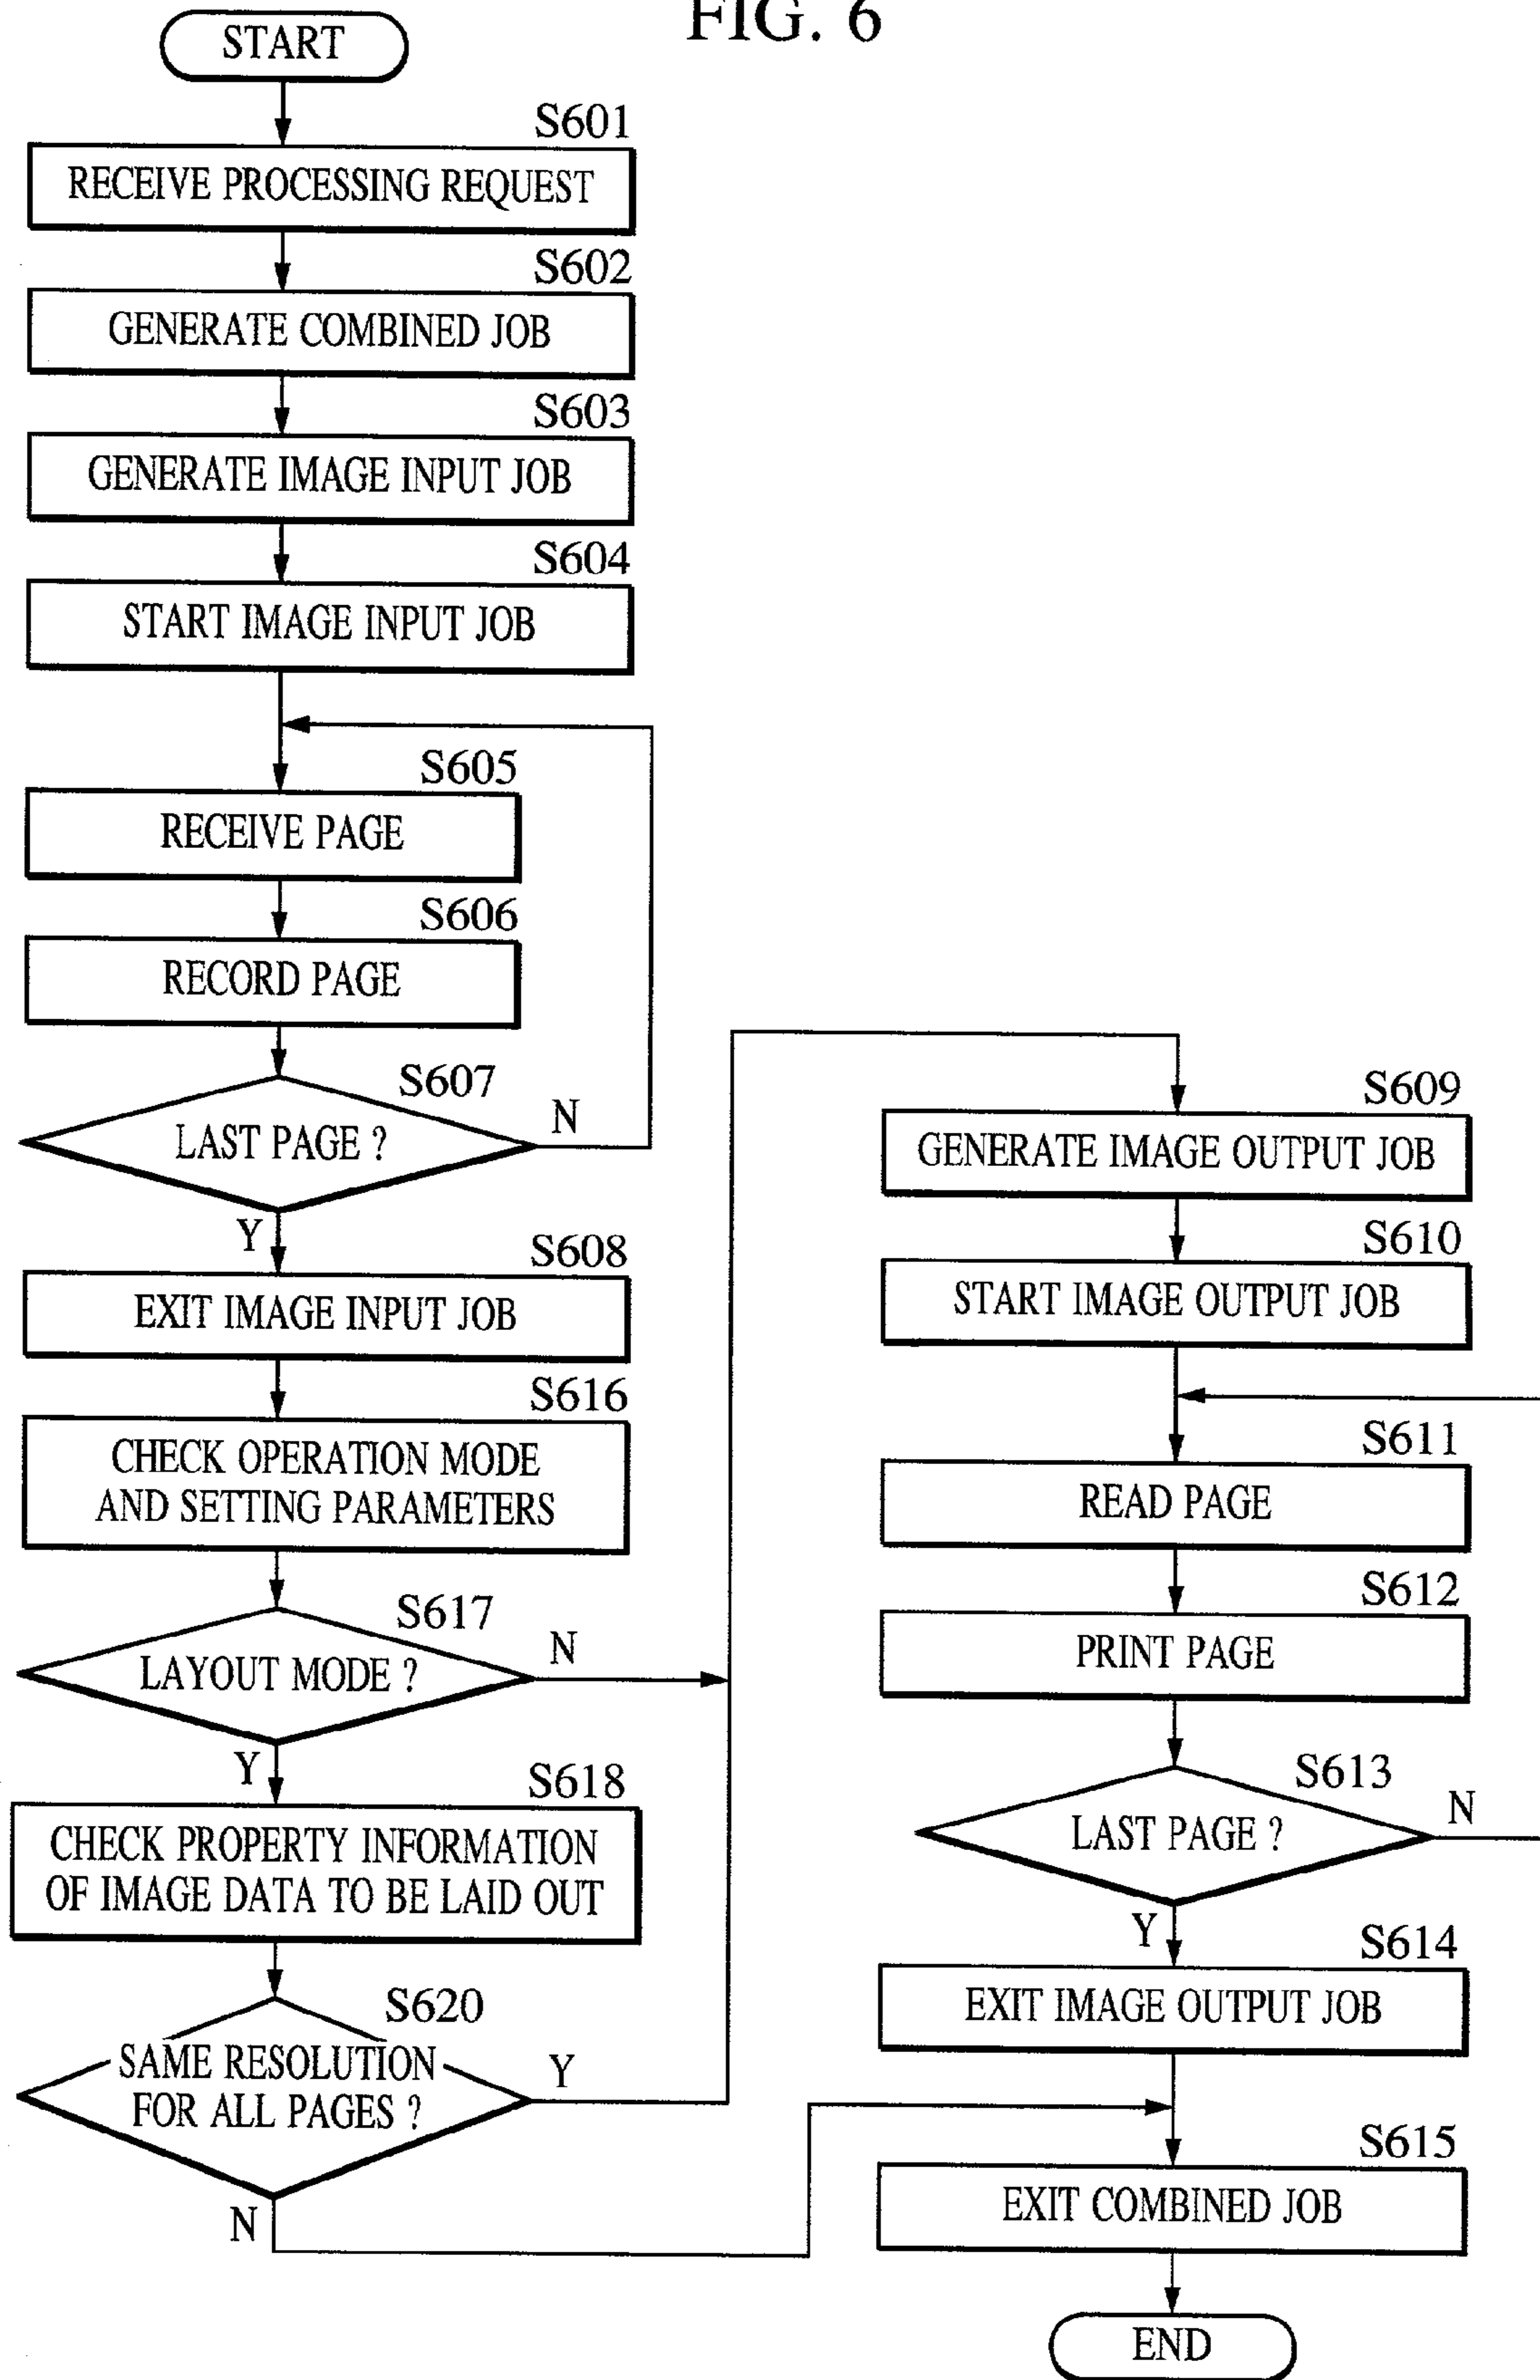 FIG. 6
START
S601
RECEIVE PROCESSING REQUEST
S602
GENERATE COMBINED JOB
S603
GENERATE IMAGE INPUT JOB
S604
START IMAGE INPUT JOB
S605
RECEIVE PAGE
S606
RECORD PAGE
S607
LAST PAGE ?
N
Y
S608
EXIT IMAGE INPUT JOB
S616
CHECK OPERATION MODE
AND SETTING PARAMETERS
S617
LAYOUT MODE ?
N
Y
S618
CHECK PROPERTY INFORMATION
OF IMAGE DATA TO BE LAID OUT
S620
SAME RESOLUTION
FOR ALL PAGES ?
Y
N
S609
GENERATE IMAGE OUTPUT JOB
S610
START IMAGE OUTPUT JOB
S611
READ PAGE
S612
PRINT PAGE
S613
LAST PAGE ?
N
Y
S614
EXIT IMAGE OUTPUT JOB
S615
EXIT COMBINED JOB
END